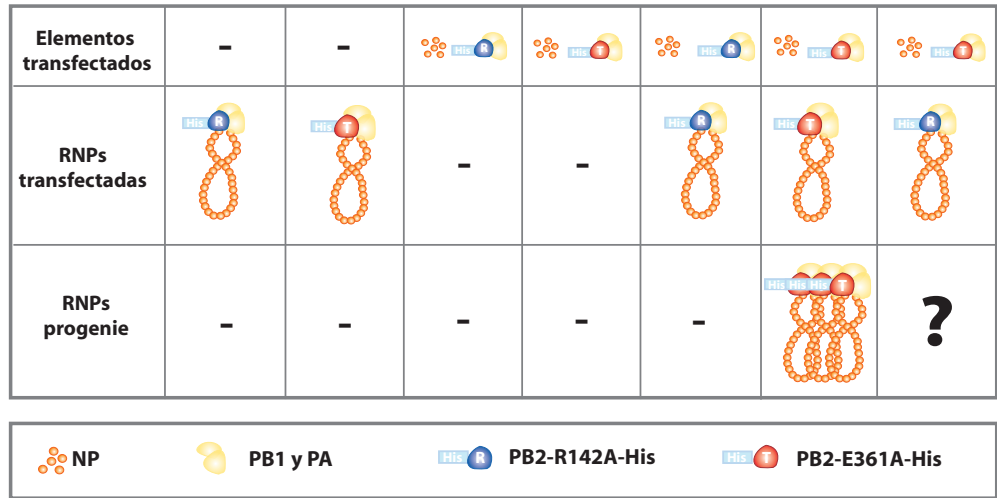 Elementos
transfectados
- -
His R His T His R His T His T
RNPs
transfectadas
His R His T - - His R His T His R
RNPs
progenie
- - - - - His His His T ?
NP PB1 y PA His R PB2-R142A-His His T PB2-E361A-His